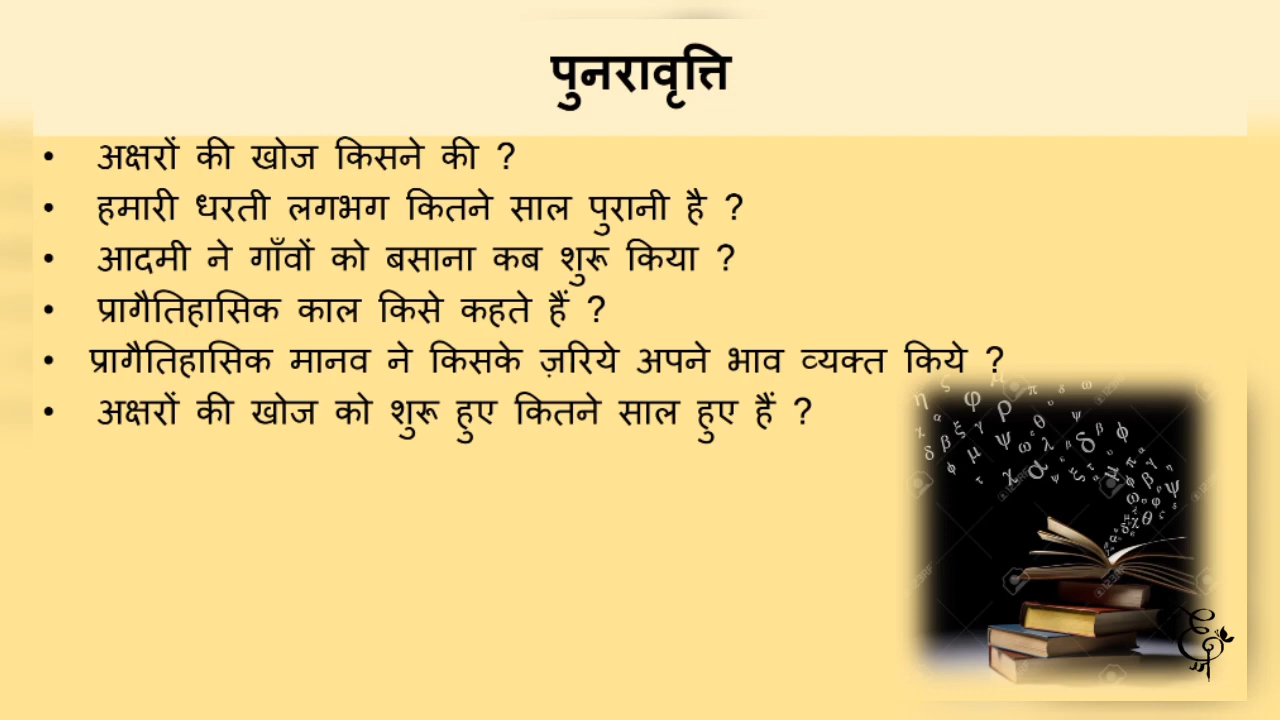 पुनरावृत्ति
• अक्षरों की खोज किसने की ?
• हमारी धरती लगभग कितने साल पुरानी है ?
• आदमी ने गाँवों को बसाना कब शुरू किया ?
• प्रागैतिहासिक काल किसे कहते हैं ?
• प्रागैतिहासिक मानव ने किसके ज़रिये अपने भाव व्यक्त किये ?
• अक्षरों की खोज को शुरू हुए कितने साल हुए हैं ?